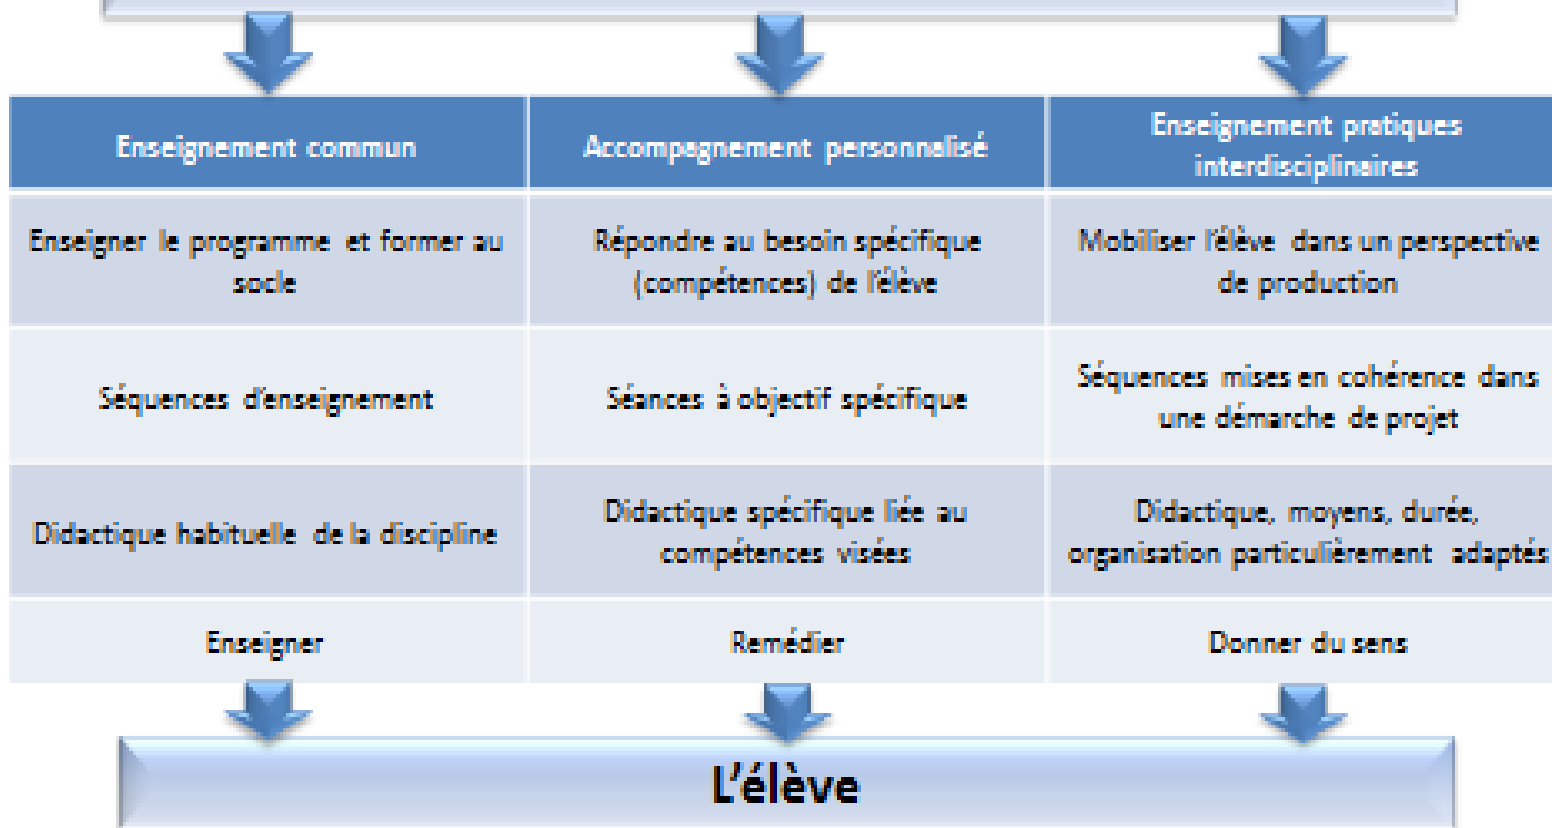 Enseignement commun
Accompagnement personnalisé
Enseignement pratiques
interdisciplinaires
Enseigner le programme et former au
socle
Répondre au besoin spécifique
(compétences) de l'élève
Mobiliser l'élève dans un perspective
de production
Séquences d'enseignement
Séances à objectif spécifique
Séquences mises en cohérence dans
une démarche de projet
Didactique habituelle de la discipline
Didactique spécifique liée au
compétences visées
Didactique, moyens, durée,
organisation particulièrement adaptés
Enseigner
Remédier
Donner du sens
L'élève